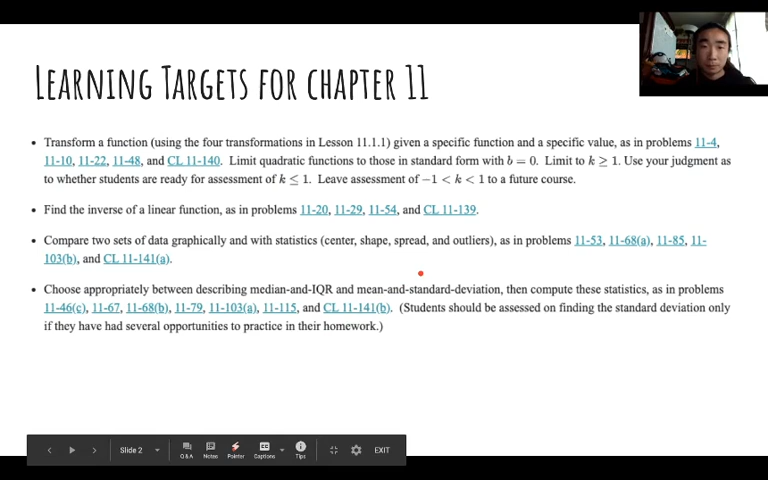 LEARNING TARGETS FOR CHAPTER 11
• Transform a function (using the four transformations in Lesson 11.1.1) given a specific function and a specific value, as in problems 11-4,
11-10, 11-22, 11-48, and CL 11-140. Limit quadratic functions to those in standard form with b = 0. Limit to k ≥ 1. Use your judgment as
to whether students are ready for assessment of k ≤ 1. Leave assessment of −1 < k < 1 to a future course.
• Find the inverse of a linear function, as in problems 11-20, 11-29, 11-54, and CL 11-139.
• Compare two sets of data graphically and with statistics (center, shape, spread, and outliers), as in problems 11-53, 11-68(a), 11-85, 11-
103(b), and CL 11-141(a).
• Choose appropriately between describing median-and-IQR and mean-and-standard-deviation, then compute these statistics, as in problems
11-46(c), 11-67, 11-68(b), 11-79, 11-103(a), 11-115, and CL 11-141(b). (Students should be assessed on finding the standard deviation only
if they have had several opportunities to practice in their homework.)
Slide 2
Q&A Notes Pointer Captions Tips EXIT